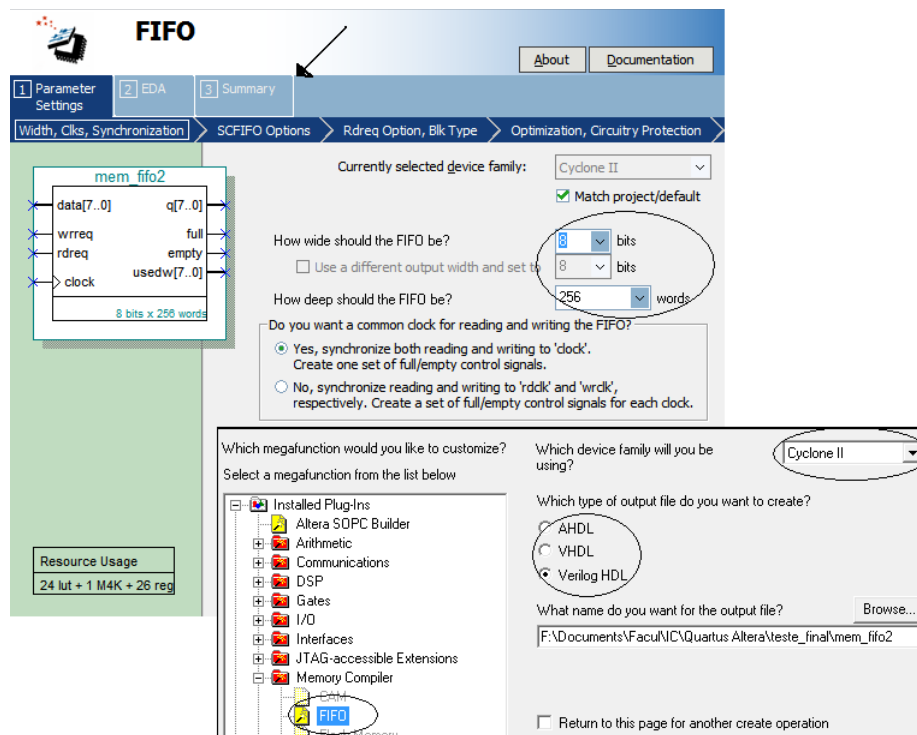 FIFO
About
Documentation
1 Parameter Settings
2 EDA
3 Summary
Width, Clks, Synchronization
SCFIFO Options
Rdreq Option, Blk Type
Optimization, Circuitry Protection
mem_fifo2
data[7..0]
q[7..0]
wrreq
full
rdreq
empty
usedw[7..0]
clock
8 bits x 256 words
Resource Usage
24 lut + 1 M4K + 26 reg
Currently selected device family:
Cyclone II
Match project/default
How wide should the FIFO be?
8
bits
Use a different output width and set to
8
bits
How deep should the FIFO be?
256
words
Do you want a common clock for reading and writing the FIFO?
Yes, synchronize both reading and writing to 'clock'.
Create one set of full/empty control signals.
No, synchronize reading and writing to 'rdclk' and 'wrclk',
respectively. Create a set of full/empty control signals for each clock.
Which megafunction would you like to customize?
Select a megafunction from the list below
Installed Plug-Ins
Altera SOPC Builder
Arithmetic
Communications
DSP
Gates
I/O
Interfaces
JTAG-accessible Extensions
Memory Compiler
CAM
FIFO
Which device family will you be
using?
Cyclone II
Which type of output file do you want to create?
AHDL
VHDL
Verilog HDL
What name do you want for the output file?
Browse...
F:\Documents\Facul\IC\Quartus Altera\teste_final\mem_fifo2
Return to this page for another create operation